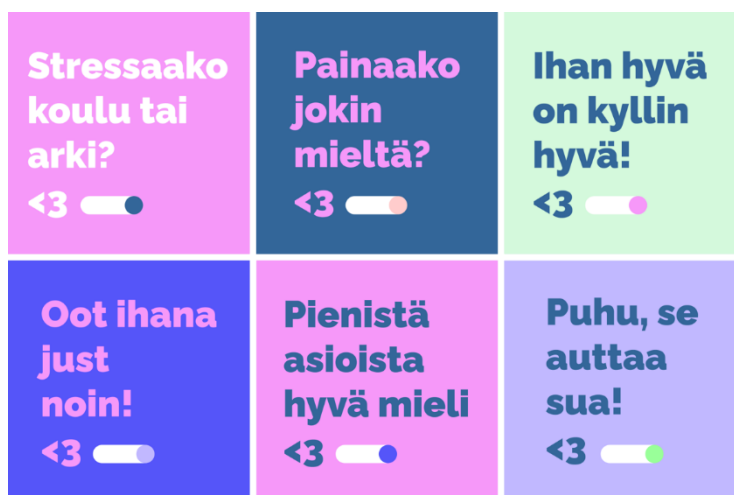 Stressaako
koulu tai
arki?
<3
Painaako
jokin
mieltä?
<3
Ihan hyvä
on kyllin
hyvä!
<3
Oot ihana
just
noin!
<3
Pienistä
asioista
hyvä mieli
<3
Puhu, se
auttaa
sua!
<3